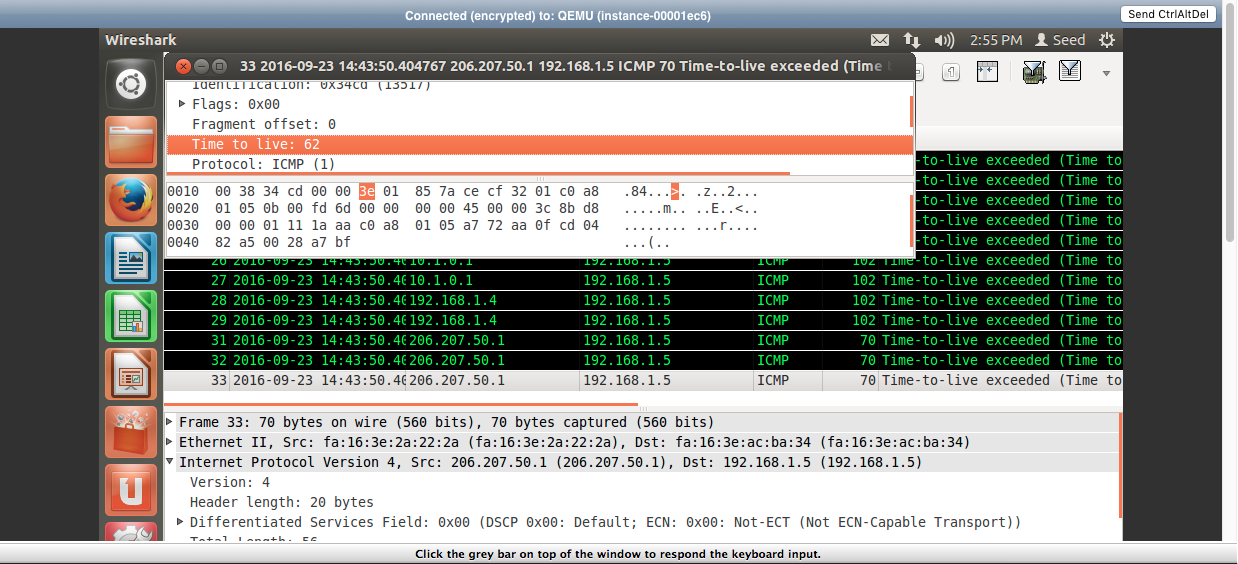 Connected (encrypted) to: QEMU (instance-00001ec6)
Send CtrlAltDel
Wireshark
2:55 PM
Seed
33 2016-09-23 14:43:50.404767 206.207.50.1 192.168.1.5 ICMP 70 Time-to-live exceeded (Time t
Identification: 0x34cd (13517)
Flags: 0x00
Fragment offset: 0
Time to live: 62
Protocol: ICMP (1)
0010 00 38 34 cd 00 00 3e 01 85 7a ce cf 32 01 c0 a8 .84...>. .z..2...
0020 01 05 0b 00 fd 6d 00 00 00 00 45 00 00 3c 8b d8 .....m.. ..E..<..
0030 00 00 01 11 1a aa c0 a8 01 05 a7 72 aa 0f cd 04 ........ ...r....
0040 82 a5 00 28 a7 bf ...(..
-to-live exceeded (Time to
-to-live exceeded (Time to
-to-live exceeded (Time to
-to-live exceeded (Time to
-to-live exceeded (Time to
26 2016-09-23 14:43:50.40 10.1.0.1 192.168.1.5 ICMP 102 Time-to-live exceeded (Time to
27 2016-09-23 14:43:50.40 10.1.0.1 192.168.1.5 ICMP 102 Time-to-live exceeded (Time to
28 2016-09-23 14:43:50.40 192.168.1.4 192.168.1.5 ICMP 102 Time-to-live exceeded (Time to
29 2016-09-23 14:43:50.40 192.168.1.4 192.168.1.5 ICMP 102 Time-to-live exceeded (Time to
31 2016-09-23 14:43:50.40 206.207.50.1 192.168.1.5 ICMP 70 Time-to-live exceeded (Time to
32 2016-09-23 14:43:50.40 206.207.50.1 192.168.1.5 ICMP 70 Time-to-live exceeded (Time to
33 2016-09-23 14:43:50.40 206.207.50.1 192.168.1.5 ICMP 70 Time-to-live exceeded (Time to
Frame 33: 70 bytes on wire (560 bits), 70 bytes captured (560 bits)
Ethernet II, Src: fa:16:3e:2a:22:2a (fa:16:3e:2a:22:2a), Dst: fa:16:3e:ac:ba:34 (fa:16:3e:ac:ba:34)
Internet Protocol Version 4, Src: 206.207.50.1 (206.207.50.1), Dst: 192.168.1.5 (192.168.1.5)
Version: 4
Header length: 20 bytes
Differentiated Services Field: 0x00 (DSCP 0x00: Default; ECN: 0x00: Not-ECT (Not ECN-Capable Transport))
Total Length: 56
Click the grey bar on top of the window to respond the keyboard input.